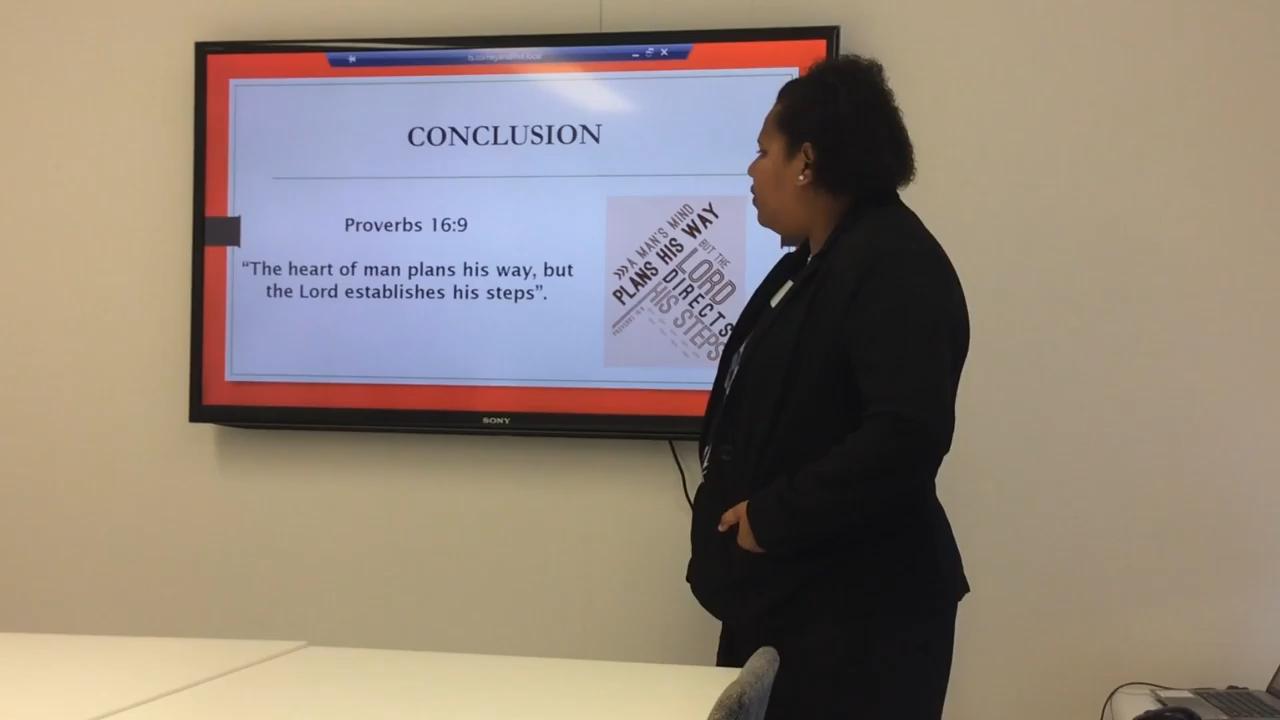 CONCLUSION
Proverbs 16:9
“The heart of man plans his way, but
the Lord establishes his steps”.
A MAN'S MIND
PLANS HIS WAY
BUT THE
LORD
DIRECTS
HIS STEPS
SONY